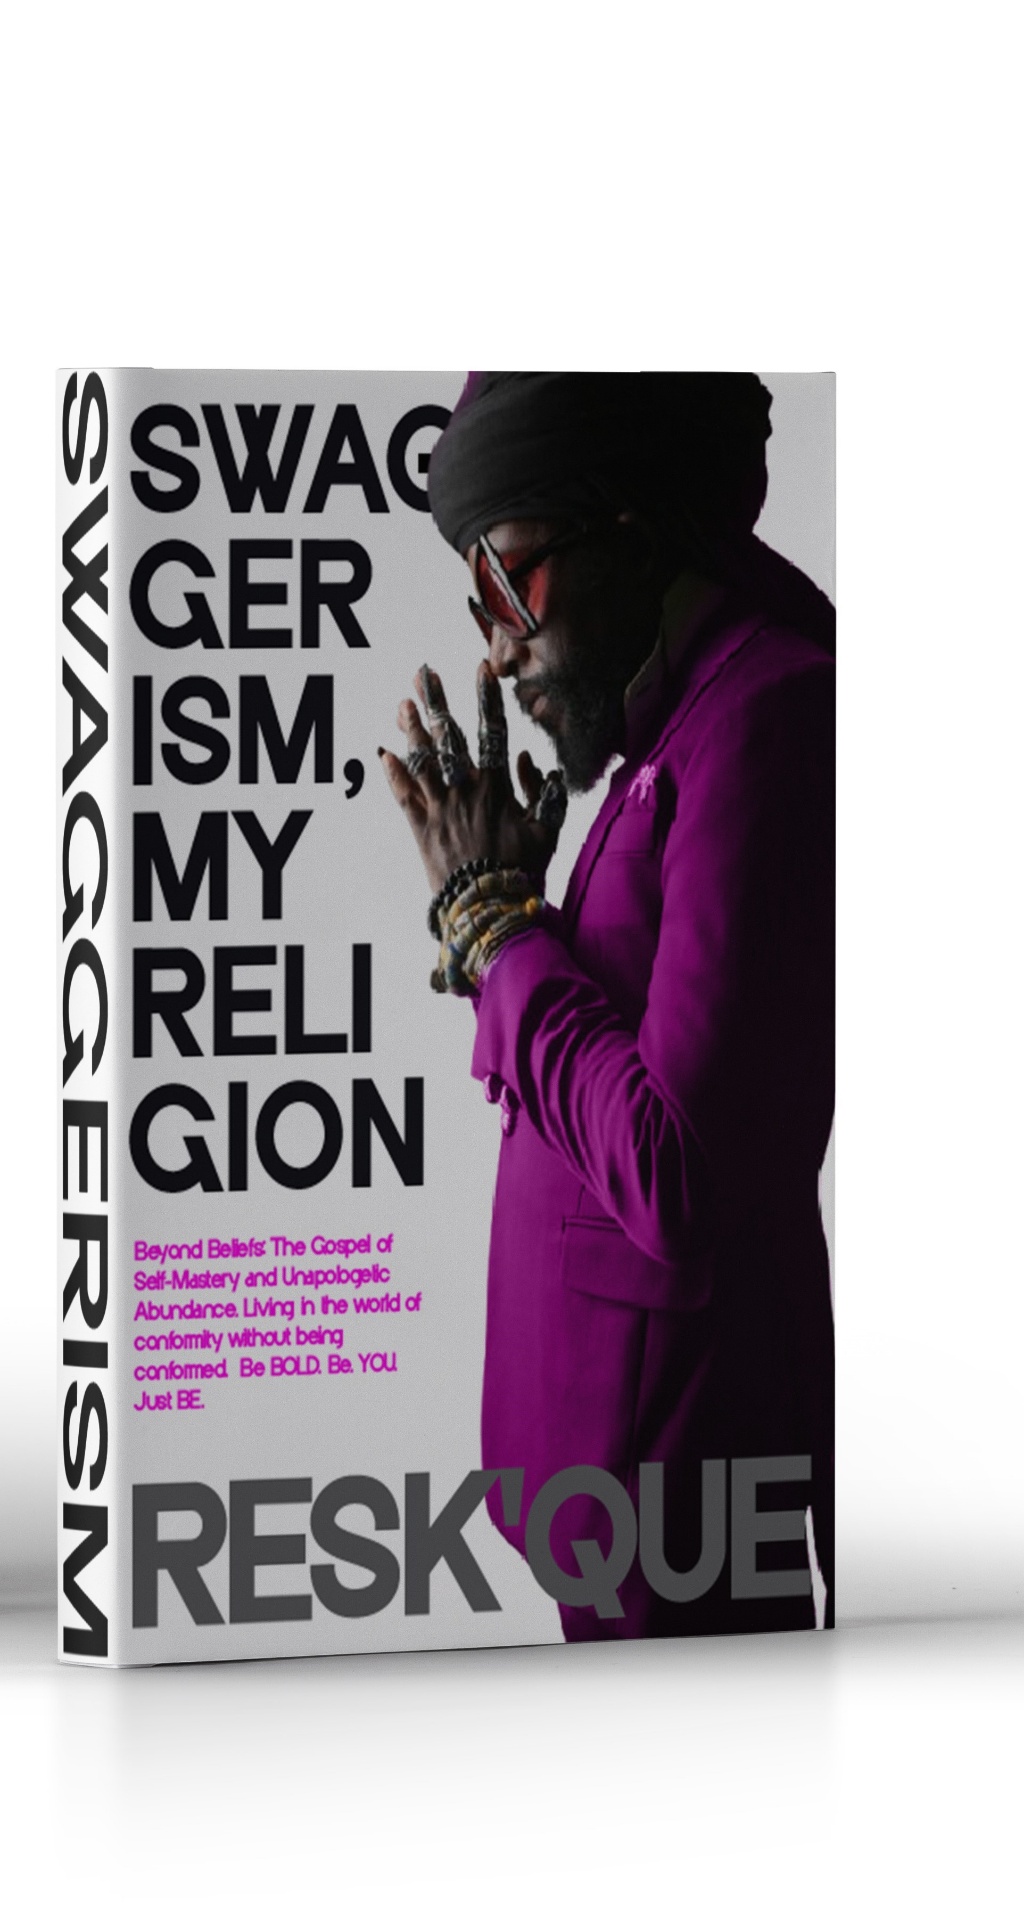 SWAGGERISM
SWAG
GER
ISM,
MY
RELI
GION
Beyond Beliefs: The Gospel of
Self-Mastery and Unapologetic
Abundance. Living in the world of
conformity without being
conformed. Be BOLD. Be. YOU.
Just BE.
RESK'QUE